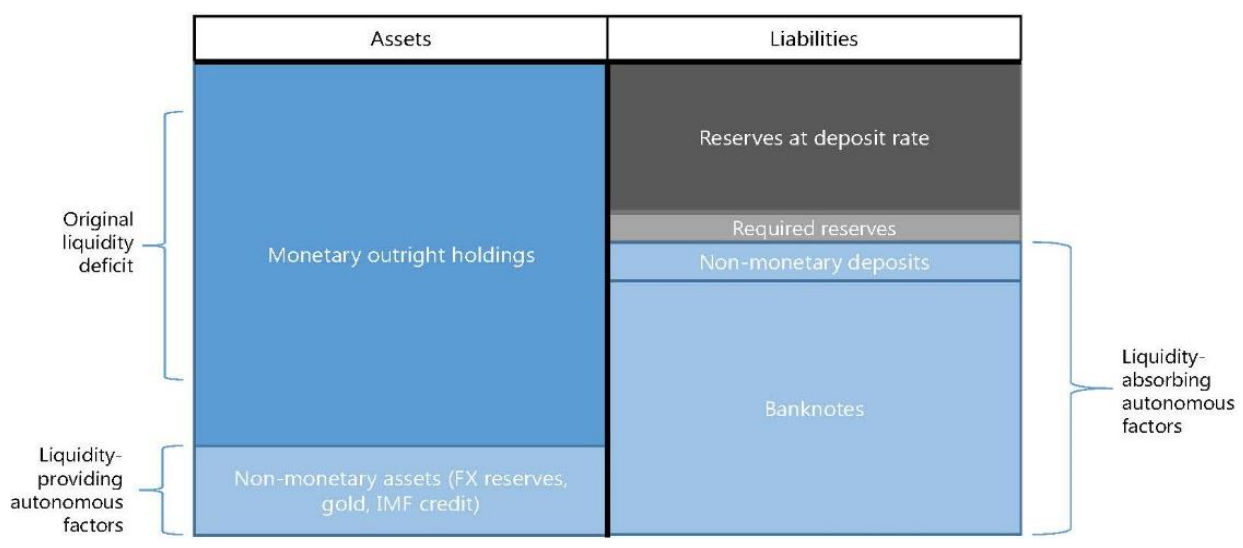 Assets
Liabilities
Reserves at deposit rate
Original
liquidity
deficit
Monetary outright holdings
Required reserves
Non-monetary deposits
Banknotes
Liquidity-
absorbing
autonomous
factors
Liquidity-
providing
autonomous
factors
Non-monetary assets (FX reserves,
gold, IMF credit)